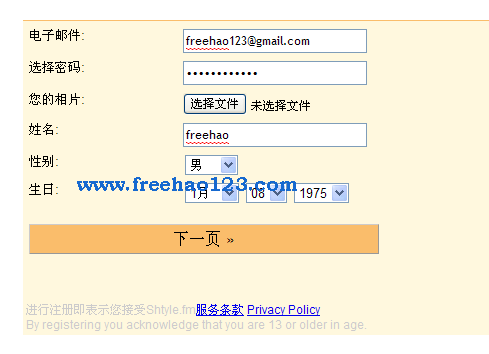 电子邮件: freehao123@gmail.com
选择密码: ••••••••••••
您的相片: 选择文件 未选择文件
姓名: freehao
性别: 男
www.freehao123.com
生日: 1月 08 1975
下一页 »
进行注册即表示您接受Shtyle.fm服务条款 Privacy Policy
By registering you acknowledge that you are 13 or older in age.